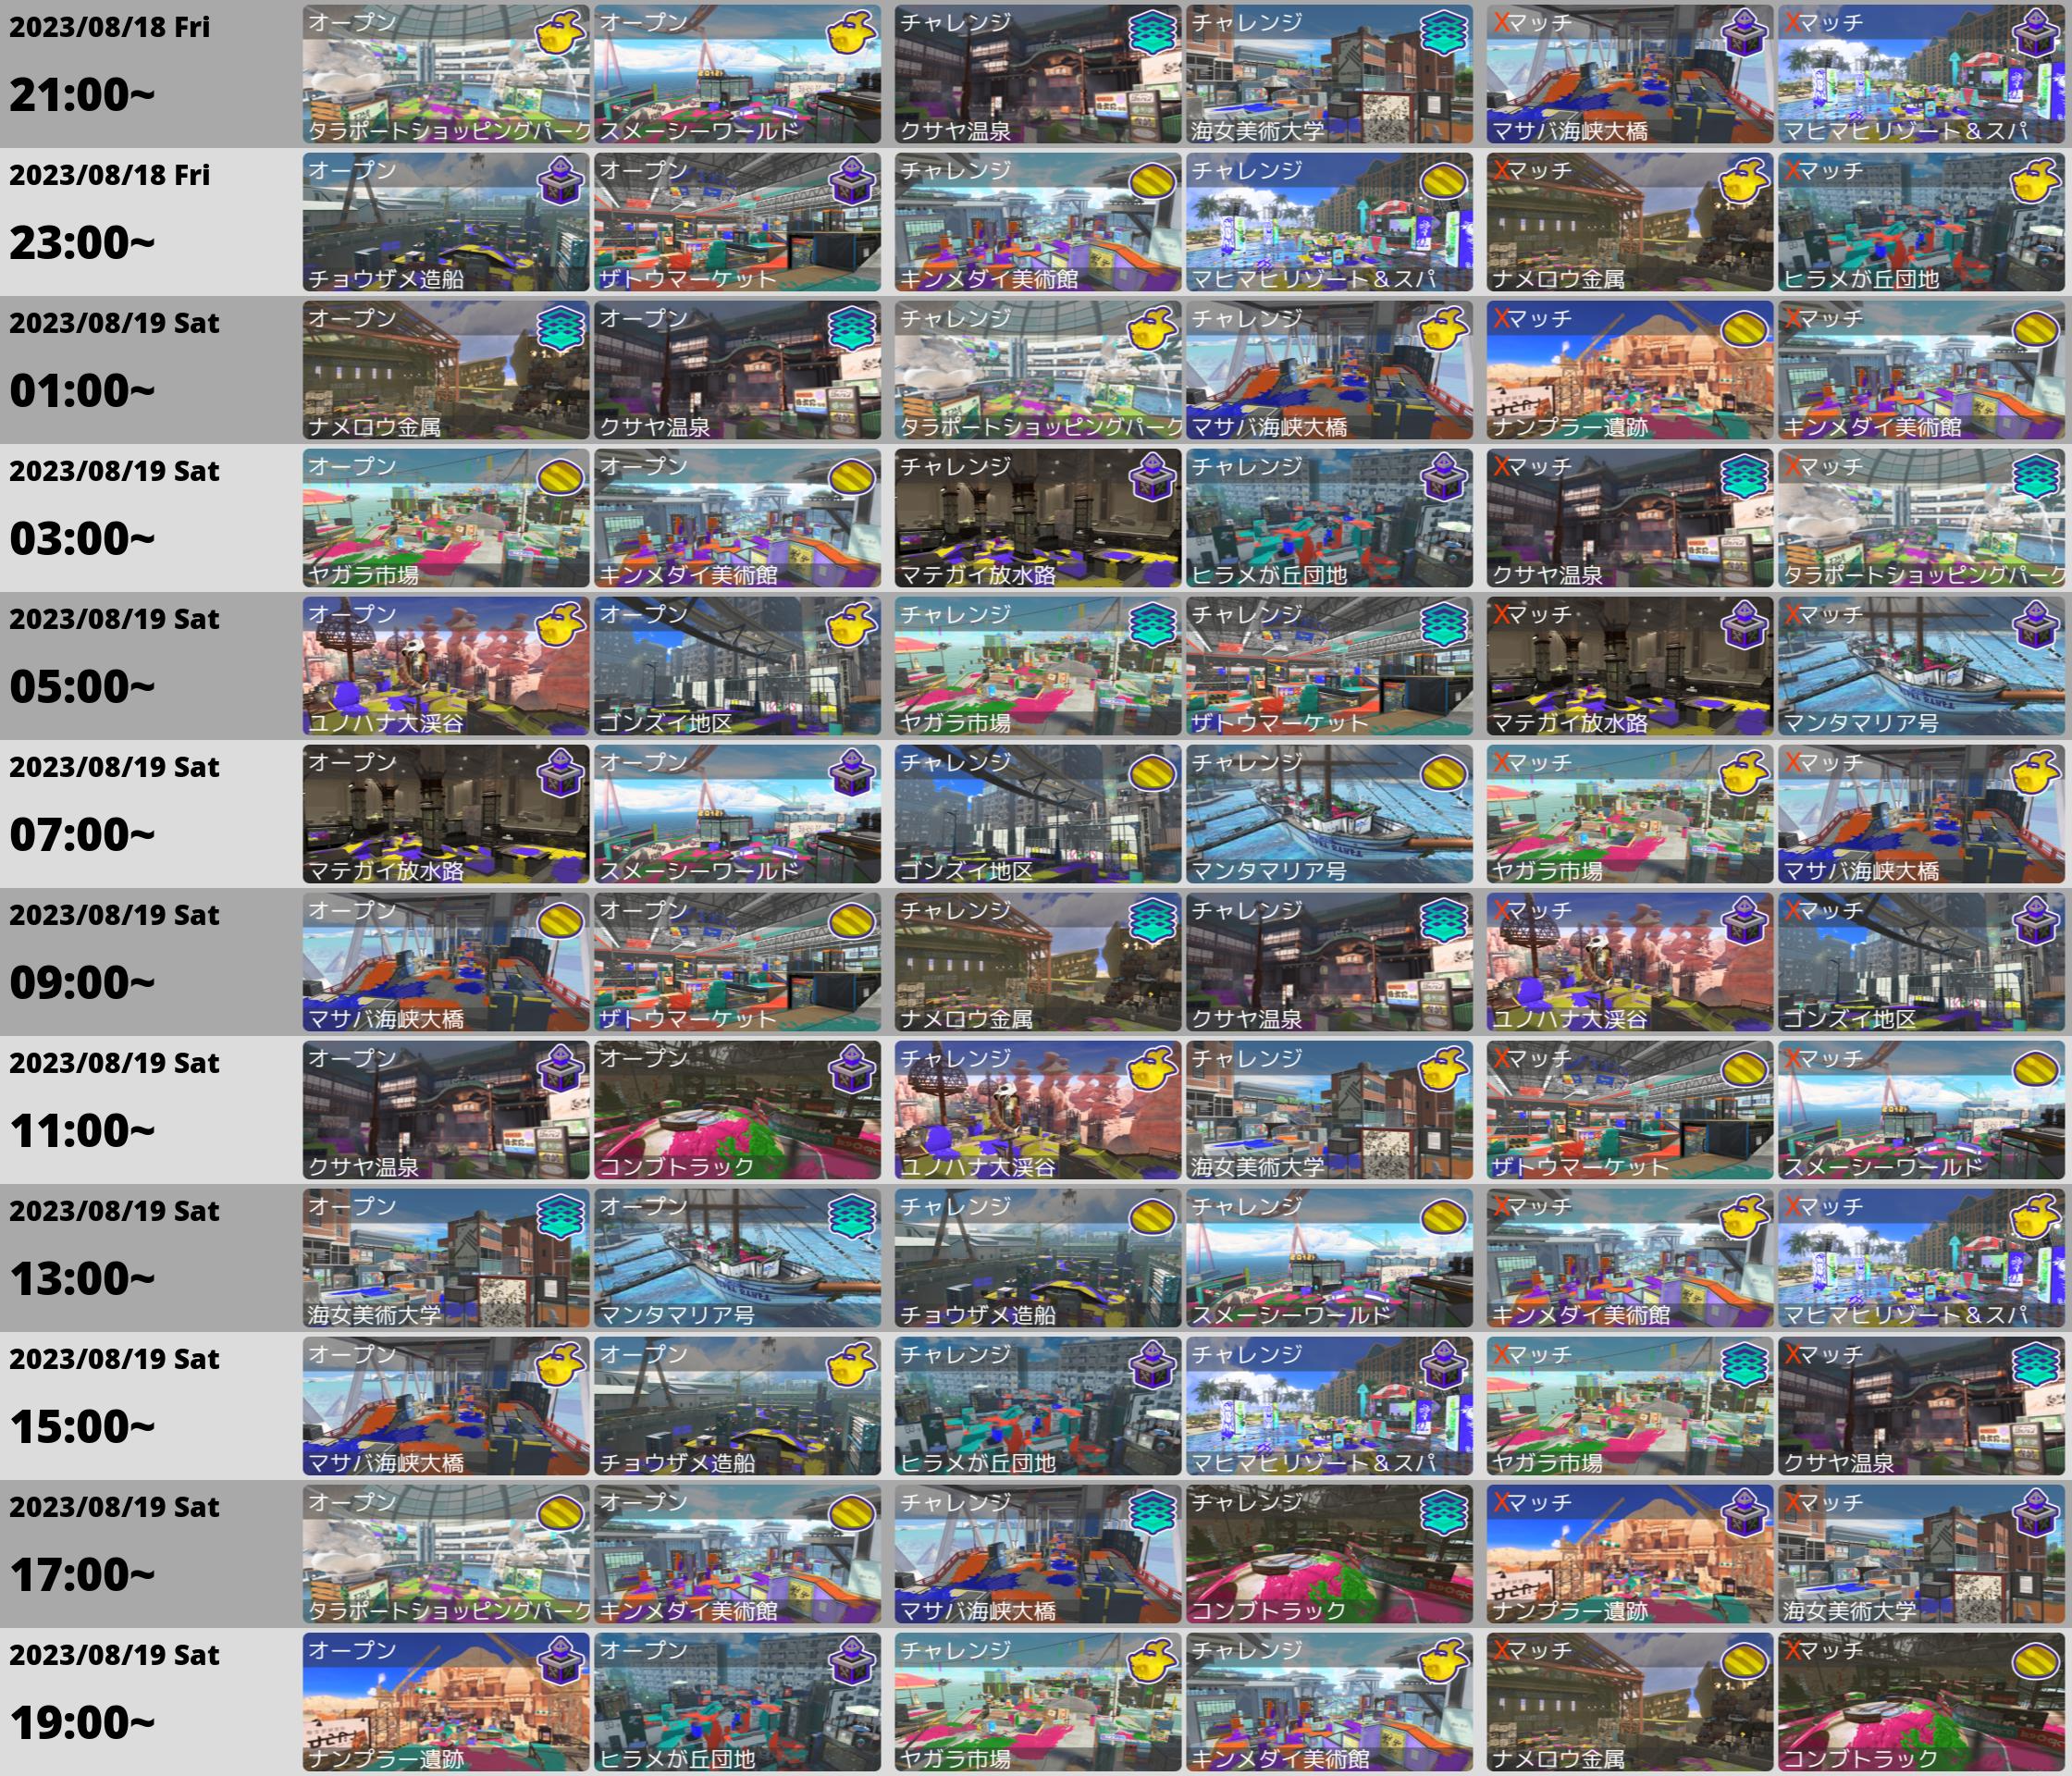 2023/08/18 Fri
21:00~
オープン
タラポートショッピングパーク
オープン
スメーシーワールド
チャレンジ
クサヤ温泉
チャレンジ
海女美術大学
Xマッチ
マサバ海峡大橋
Xマッチ
マヒマヒリゾート＆スパ
2023/08/18 Fri
23:00~
オープン
チョウザメ造船
オープン
ザトウマーケット
チャレンジ
キンメダイ美術館
チャレンジ
マヒマヒリゾート＆スパ
Xマッチ
ナメロウ金属
Xマッチ
ヒラメが丘団地
2023/08/19 Sat
01:00~
オープン
ナメロウ金属
オープン
クサヤ温泉
チャレンジ
タラポートショッピングパーク
チャレンジ
マサバ海峡大橋
Xマッチ
ナンプラー遺跡
Xマッチ
キンメダイ美術館
2023/08/19 Sat
03:00~
オープン
ヤガラ市場
オープン
キンメダイ美術館
チャレンジ
マテガイ放水路
チャレンジ
ヒラメが丘団地
Xマッチ
クサヤ温泉
Xマッチ
タラポートショッピングパーク
2023/08/19 Sat
05:00~
オープン
ユノハナ大渓谷
オープン
ゴンズイ地区
チャレンジ
ヤガラ市場
チャレンジ
ザトウマーケット
Xマッチ
マテガイ放水路
Xマッチ
マンタマリア号
2023/08/19 Sat
07:00~
オープン
マテガイ放水路
オープン
スメーシーワールド
チャレンジ
ゴンズイ地区
チャレンジ
マンタマリア号
Xマッチ
ヤガラ市場
Xマッチ
マサバ海峡大橋
2023/08/19 Sat
09:00~
オープン
マサバ海峡大橋
オープン
ザトウマーケット
チャレンジ
ナメロウ金属
チャレンジ
クサヤ温泉
Xマッチ
ユノハナ大渓谷
Xマッチ
ゴンズイ地区
2023/08/19 Sat
11:00~
オープン
クサヤ温泉
オープン
コンブトラック
チャレンジ
ユノハナ大渓谷
チャレンジ
海女美術大学
Xマッチ
ザトウマーケット
Xマッチ
スメーシーワールド
2023/08/19 Sat
13:00~
オープン
海女美術大学
オープン
マンタマリア号
チャレンジ
チョウザメ造船
チャレンジ
スメーシーワールド
Xマッチ
キンメダイ美術館
Xマッチ
マヒマヒリゾート＆スパ
2023/08/19 Sat
15:00~
オープン
マサバ海峡大橋
オープン
チョウザメ造船
チャレンジ
ヒラメが丘団地
チャレンジ
マヒマヒリゾート＆スパ
Xマッチ
ヤガラ市場
Xマッチ
クサヤ温泉
2023/08/19 Sat
17:00~
オープン
タラポートショッピングパーク
オープン
キンメダイ美術館
チャレンジ
マサバ海峡大橋
チャレンジ
コンブトラック
Xマッチ
ナンプラー遺跡
Xマッチ
海女美術大学
2023/08/19 Sat
19:00~
オープン
ナンプラー遺跡
オープン
ヒラメが丘団地
チャレンジ
ヤガラ市場
チャレンジ
キンメダイ美術館
Xマッチ
ナメロウ金属
Xマッチ
コンブトラック